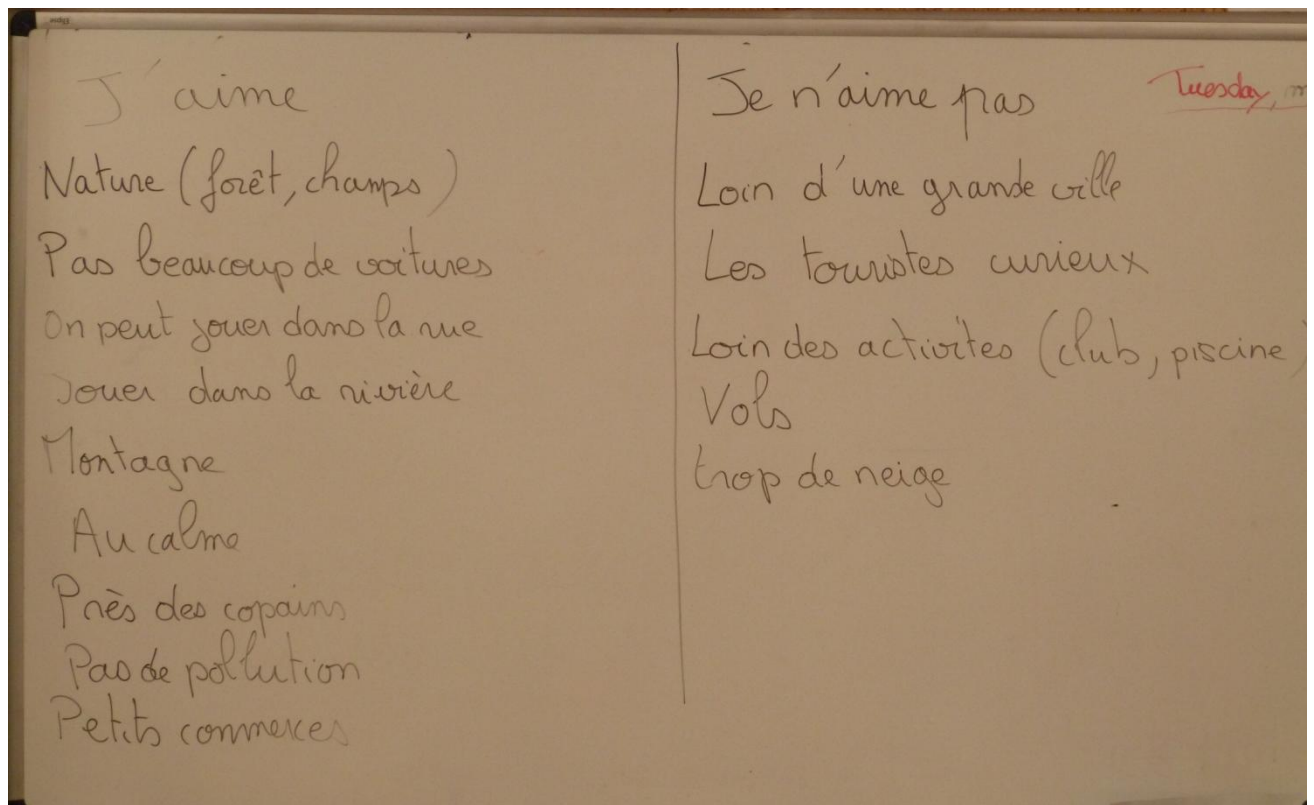 J'aime
Nature (forêt, champs)
Pas beaucoup de voitures
On peut jouer dans la rue
Jouer dans la rivière
Montagne
Au calme
Près des copains
Pas de pollution
Petits commerces
Je n'aime pas
Loin d'une grande ville
Les touristes curieux
Loin des activites (club, piscine)
Vols
trop de neige
Tuesday,